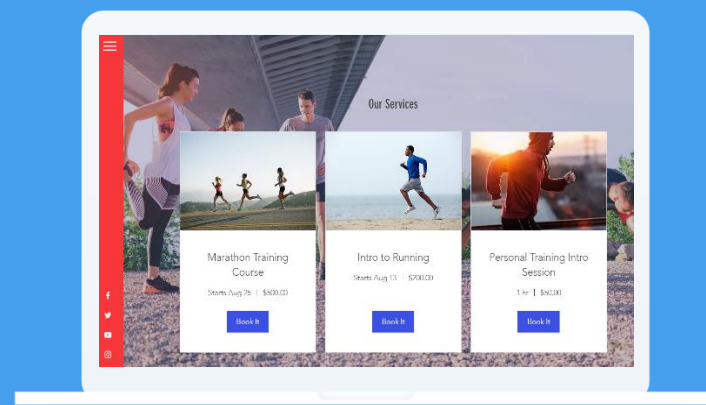 Our Services
Marathon Training
Course
Starts Aug 25 | $500.00
Book It
Intro to Running
Starts Aug 13 | $200.00
Book It
Personal Training Intro
Session
1 hr | $50.00
Book It